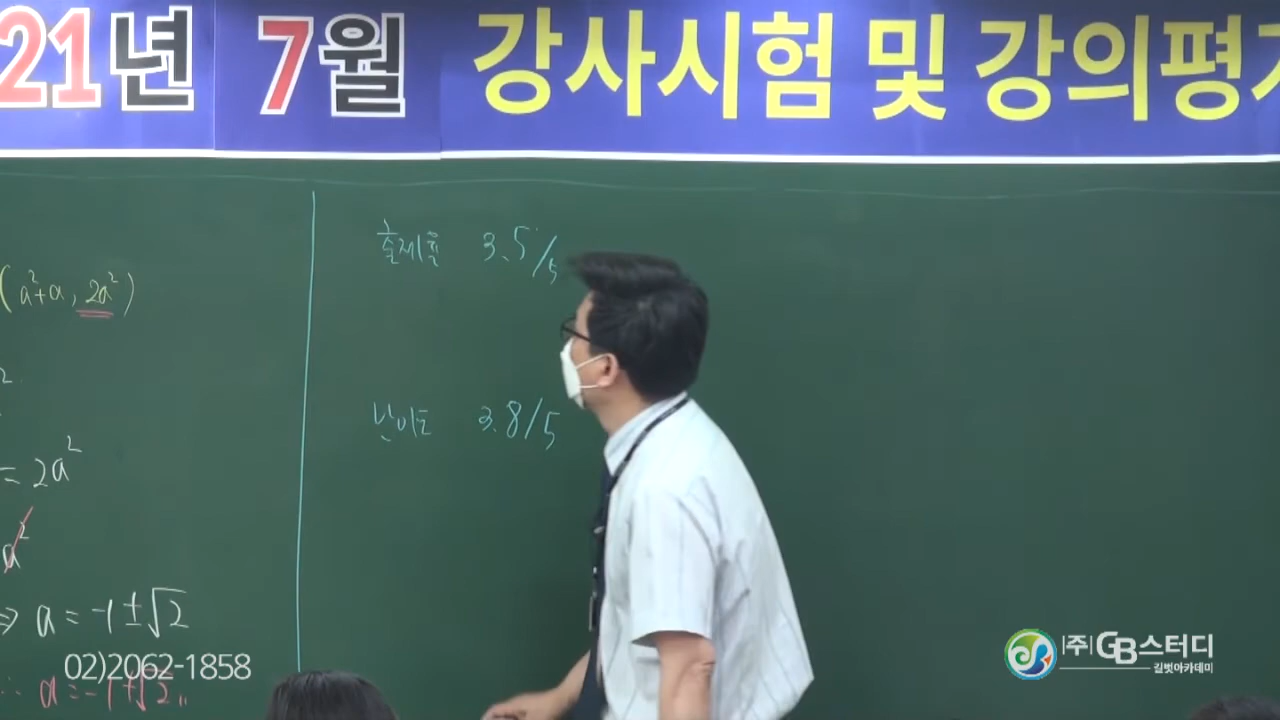 21년 7월 강사시험 및 강의평가
(a²+a, 2a²)
= 2a²
a²
⇒ a = -1 ± √2
∴ a = -1 + √2 〃
출제율 3.5/5
난이도 3.8/5
02)2062-1858
(주) GB스터디
길벗아카데미